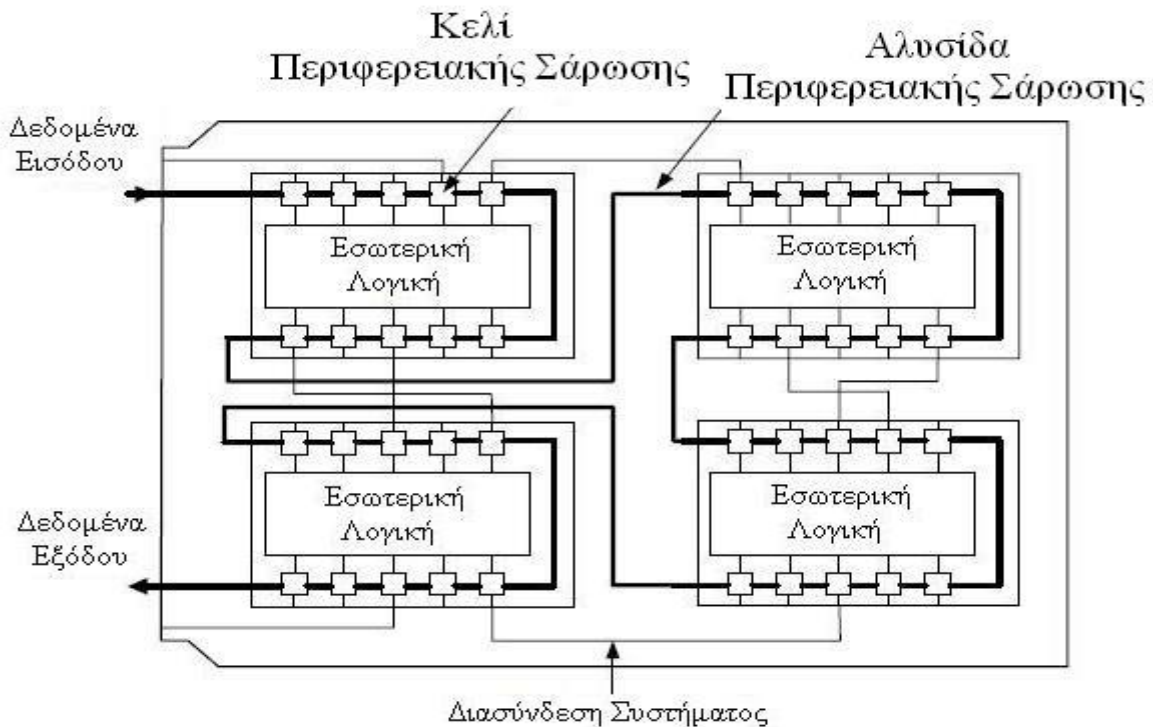 Κελί
Περιφερειακής Σάρωσης
Αλυσίδα
Περιφερειακής Σάρωσης
Δεδομένα
Εισόδου
Εσωτερική
Λογική
Εσωτερική
Λογική
Εσωτερική
Λογική
Εσωτερική
Λογική
Δεδομένα
Εξόδου
Διασύνδεση Συστήματος